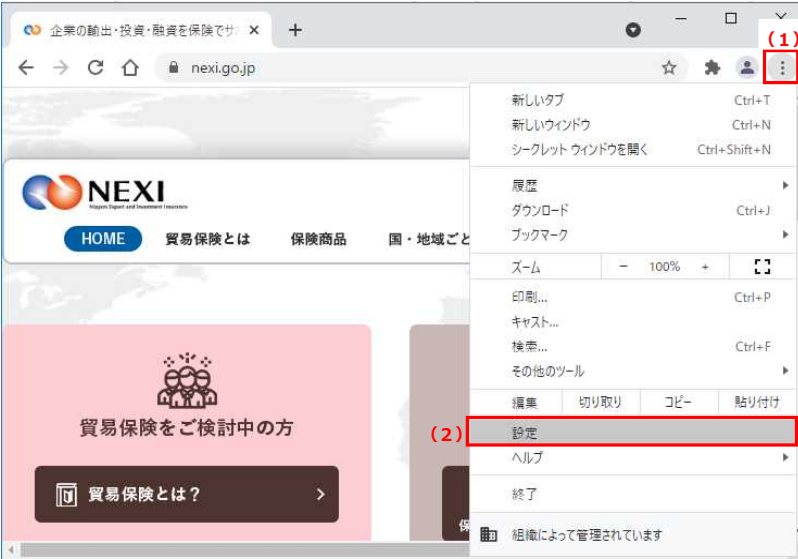 企業の輸出・投資・融資を保険でサ
(1)
nexi.go.jp
新しいタブ Ctrl+T
新しいウィンドウ Ctrl+N
シークレット ウィンドウを開く Ctrl+Shift+N
履歴
ダウンロード Ctrl+J
ブックマーク
ズーム − 100% +
印刷... Ctrl+P
キャスト...
検索... Ctrl+F
その他のツール
編集 切り取り コピー 貼り付け
(2)
設定
ヘルプ
終了
組織によって管理されています
NEXI
Nippon Export and Investment Insurance
HOME 貿易保険とは 保険商品 国・地域ごと
貿易保険をご検討中の方
貿易保険とは？
保